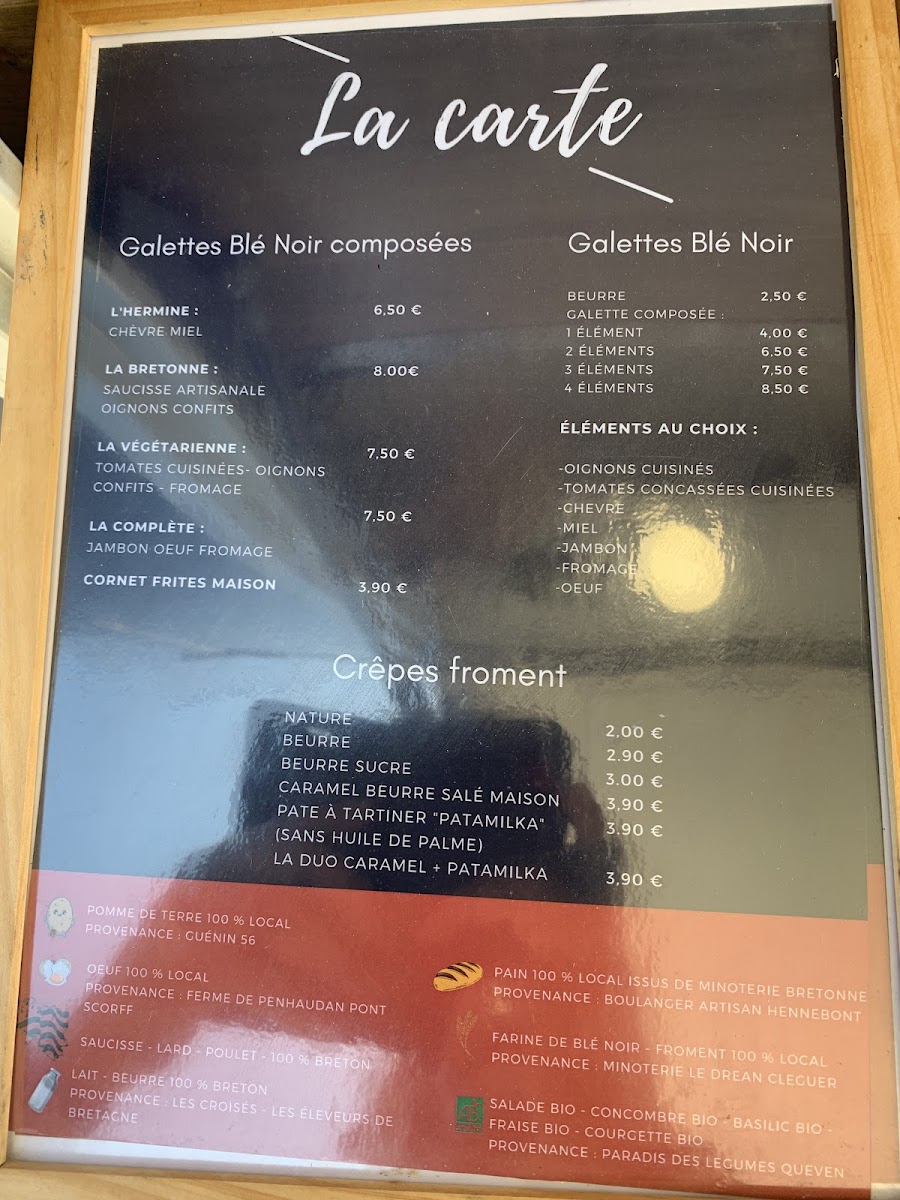 La carte
Galettes Blé Noir composées
L'HERMINE : 6,50 €
CHÈVRE MIEL
LA BRETONNE : 8.00€
SAUCISSE ARTISANALE
OIGNONS CONFITS
LA VÉGÉTARIENNE : 7,50 €
TOMATES CUISINÉES- OIGNONS
CONFITS - FROMAGE
LA COMPLÈTE : 7,50 €
JAMBON OEUF FROMAGE
CORNET FRITES MAISON 3,90 €
Galettes Blé Noir
BEURRE 2,50 €
GALETTE COMPOSÉE :
1 ÉLÉMENT 4,00 €
2 ÉLÉMENTS 6,50 €
3 ÉLÉMENTS 7,50 €
4 ÉLÉMENTS 8,50 €
ÉLÉMENTS AU CHOIX :
-OIGNONS CUISINÉS
-TOMATES CONCASSÉES CUISINÉES
-CHEVRE
-MIEL
-JAMBON
-FROMAGE
-OEUF
Crêpes froment
NATURE 2,00 €
BEURRE 2.90 €
BEURRE SUCRE 3.00 €
CARAMEL BEURRE SALÉ MAISON 3,90 €
PATE À TARTINER "PATAMILKA" 3.90 €
(SANS HUILE DE PALME)
LA DUO CARAMEL + PATAMILKA 3,90 €
POMME DE TERRE 100 % LOCAL
PROVENANCE : GUÉNIN 56
OEUF 100 % LOCAL
PROVENANCE : FERME DE PENHAUDAN PONT
SCORFF
SAUCISSE - LARD - POULET - 100 % BRETON
LAIT - BEURRE 100 % BRETON
PROVENANCE : LES CROISÉS - LES ÉLEVEURS DE
BRETAGNE
PAIN 100 % LOCAL ISSUS DE MINOTERIE BRETONNE
PROVENANCE : BOULANGER ARTISAN HENNEBONT
FARINE DE BLÉ NOIR - FROMENT 100 % LOCAL
PROVENANCE : MINOTERIE LE DREAN CLEGUER
SALADE BIO - CONCOMBRE BIO - BASILIC BIO -
FRAISE BIO - COURGETTE BIO
PROVENANCE : PARADIS DES LEGUMES QUEVEN